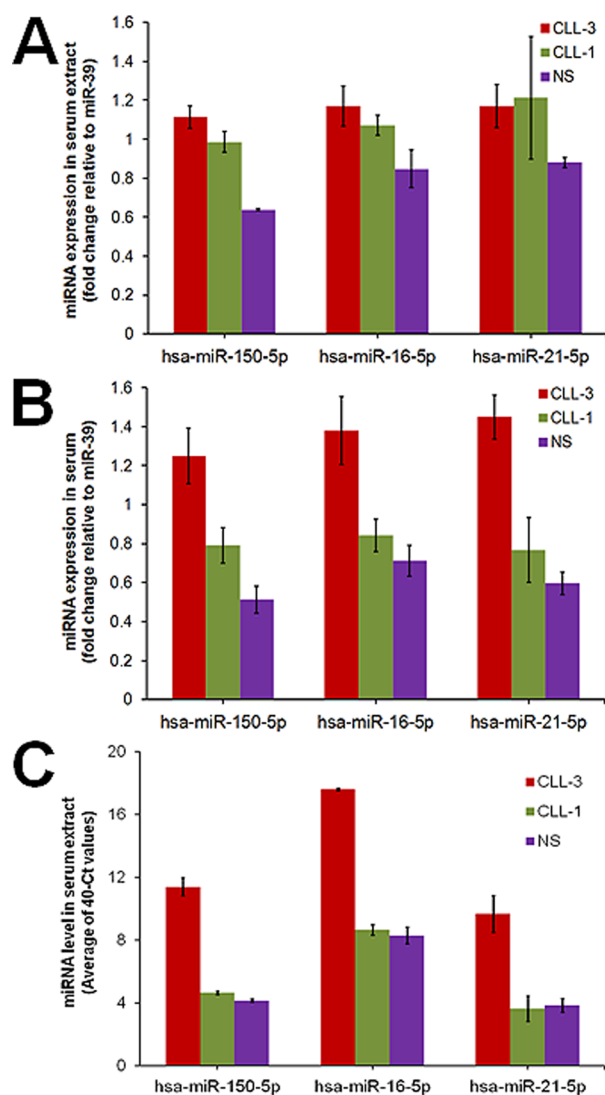 A
miRNA expression in serum extract
(fold change relative to miR-39)
1.6
1.4
1.2
1
0.8
0.6
0.4
0.2
0
CLL-3
CLL-1
NS
hsa-miR-150-5p
hsa-miR-16-5p
hsa-miR-21-5p
B
miRNA expression in serum
(fold change relative to miR-39)
1.6
1.4
1.2
1
0.8
0.6
0.4
0.2
0
CLL-3
CLL-1
NS
hsa-miR-150-5p
hsa-miR-16-5p
hsa-miR-21-5p
C
miRNA level in serum extract
(Average of 40-Ct values)
20
16
12
8
4
0
CLL-3
CLL-1
NS
hsa-miR-150-5p
hsa-miR-16-5p
hsa-miR-21-5p